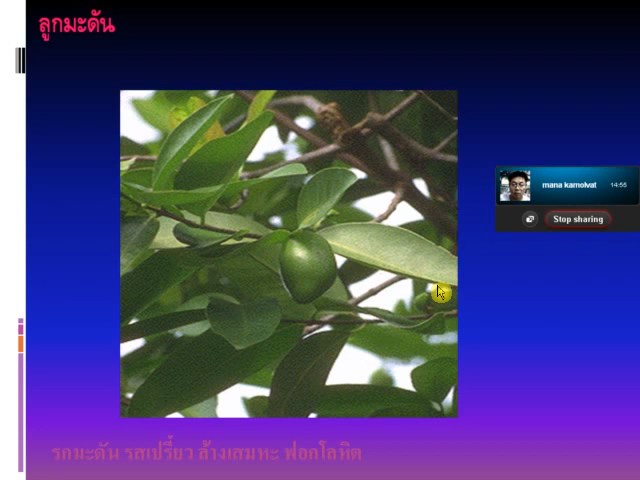 ลูกมะดัน
mana kamolvat 14:55
Stop sharing
รกมะดัน รสเปรี้ยว ล้างเสมหะ ฟอกโลหิต